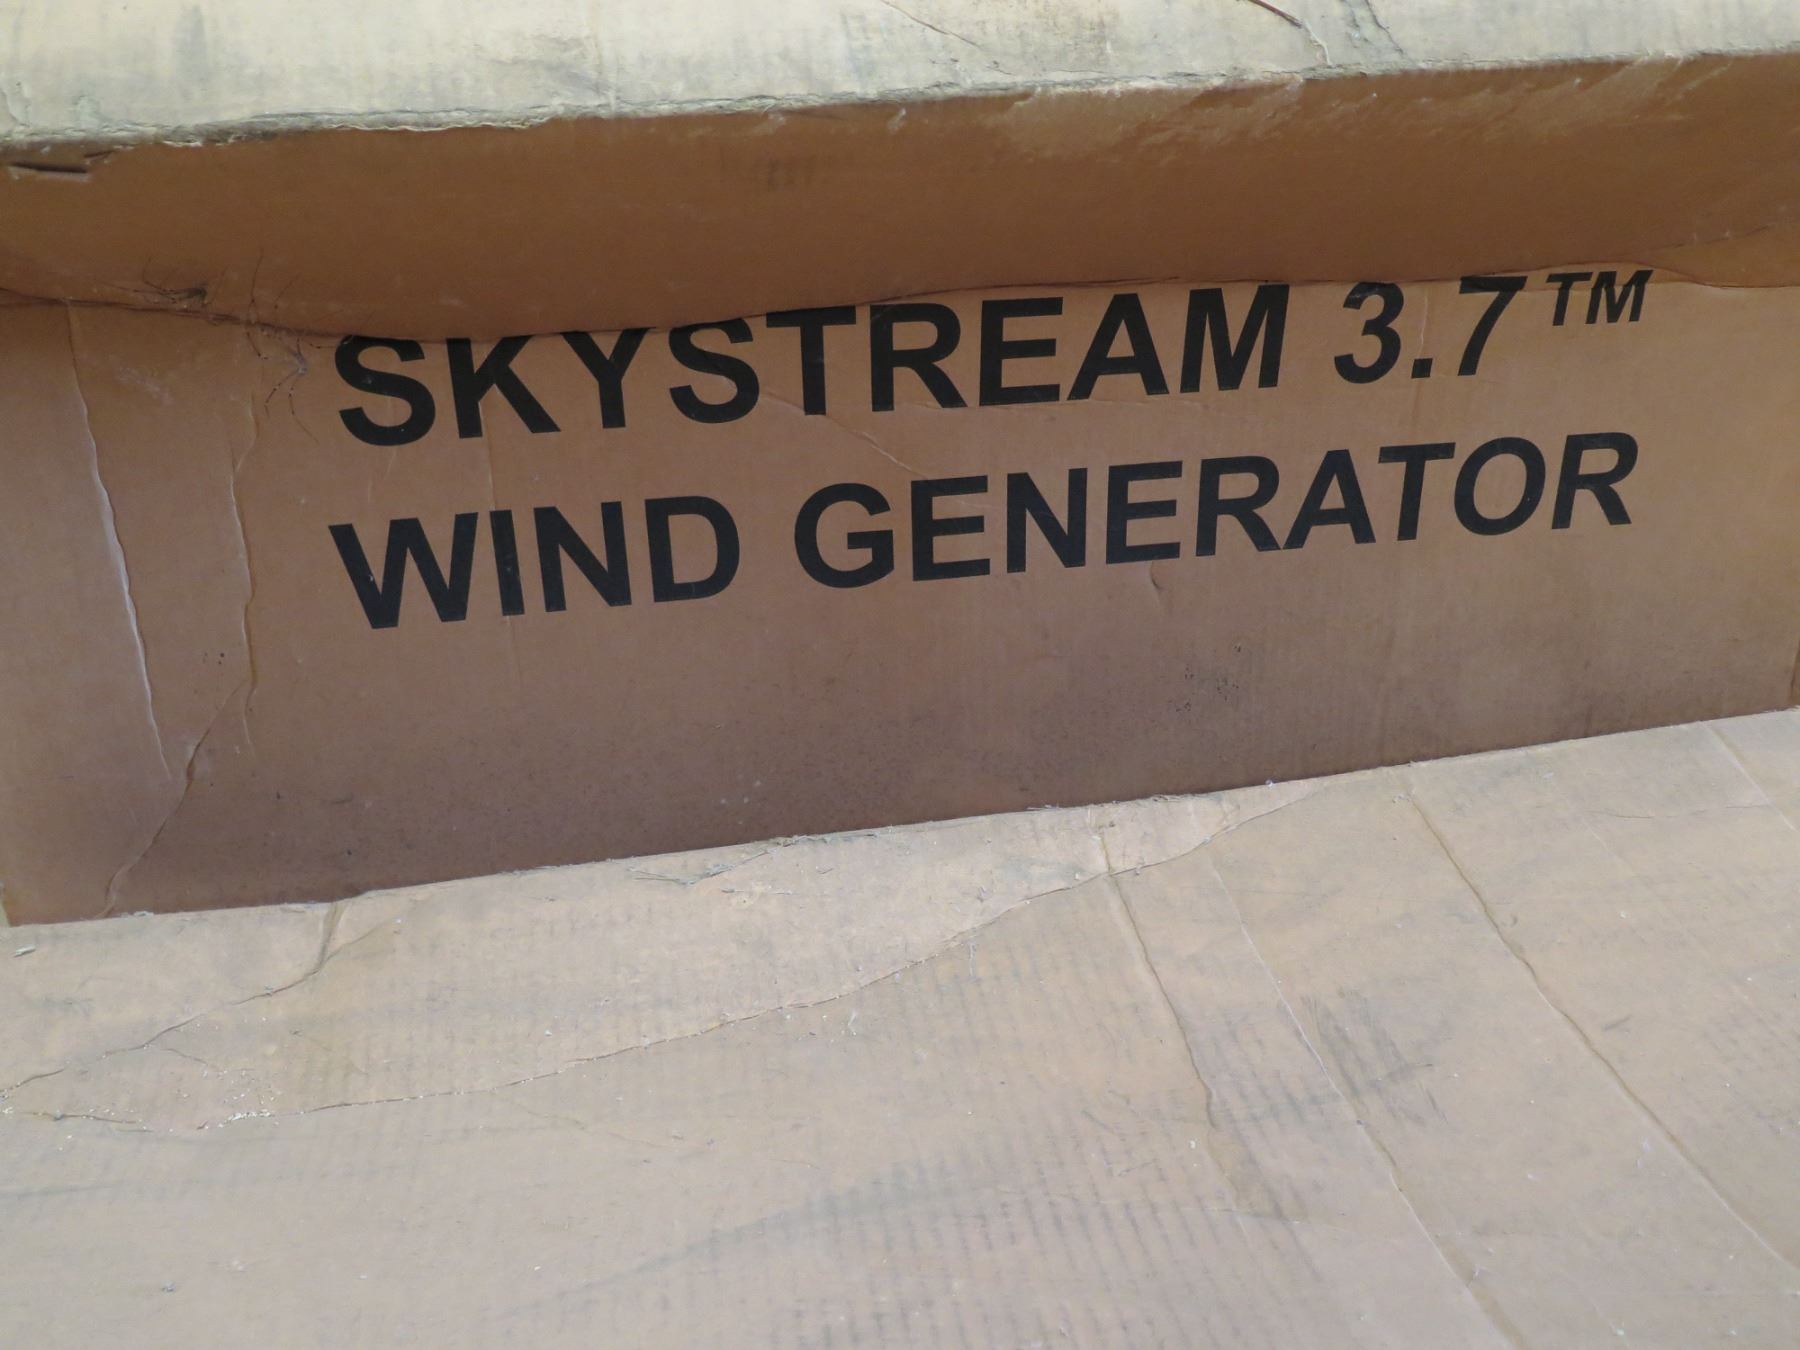 SKYSTREAM 3.7™
WIND GENERATOR